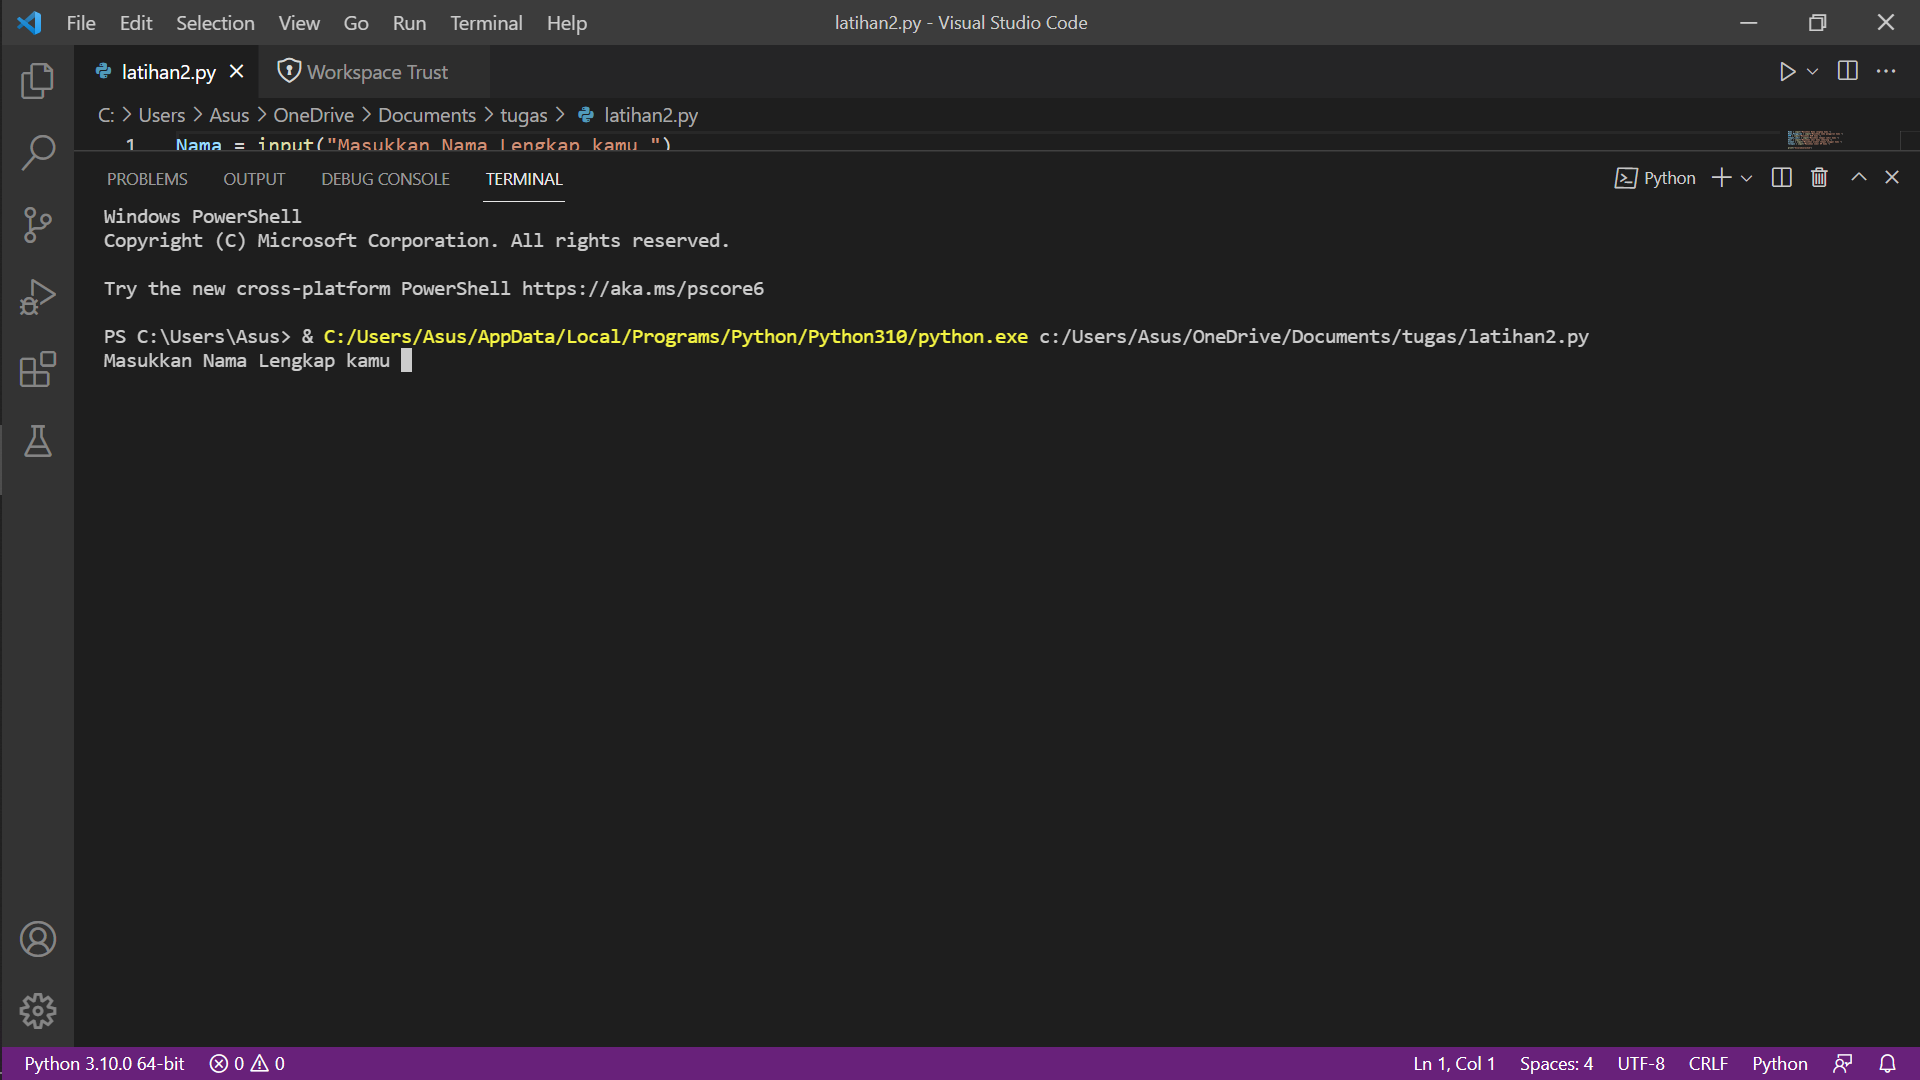 File Edit Selection View Go Run Terminal Help latihan2.py - Visual Studio Code
latihan2.py Workspace Trust
C: > Users > Asus > OneDrive > Documents > tugas > latihan2.py
1 Nama = input("Masukkan Nama Lengkap kamu ")
PROBLEMS OUTPUT DEBUG CONSOLE TERMINAL Python
Windows PowerShell
Copyright (C) Microsoft Corporation. All rights reserved.
Try the new cross-platform PowerShell https://aka.ms/pscore6
PS C:\Users\Asus> & C:/Users/Asus/AppData/Local/Programs/Python/Python310/python.exe c:/Users/Asus/OneDrive/Documents/tugas/latihan2.py
Masukkan Nama Lengkap kamu
Python 3.10.0 64-bit 0 0 Ln 1, Col 1 Spaces: 4 UTF-8 CRLF Python